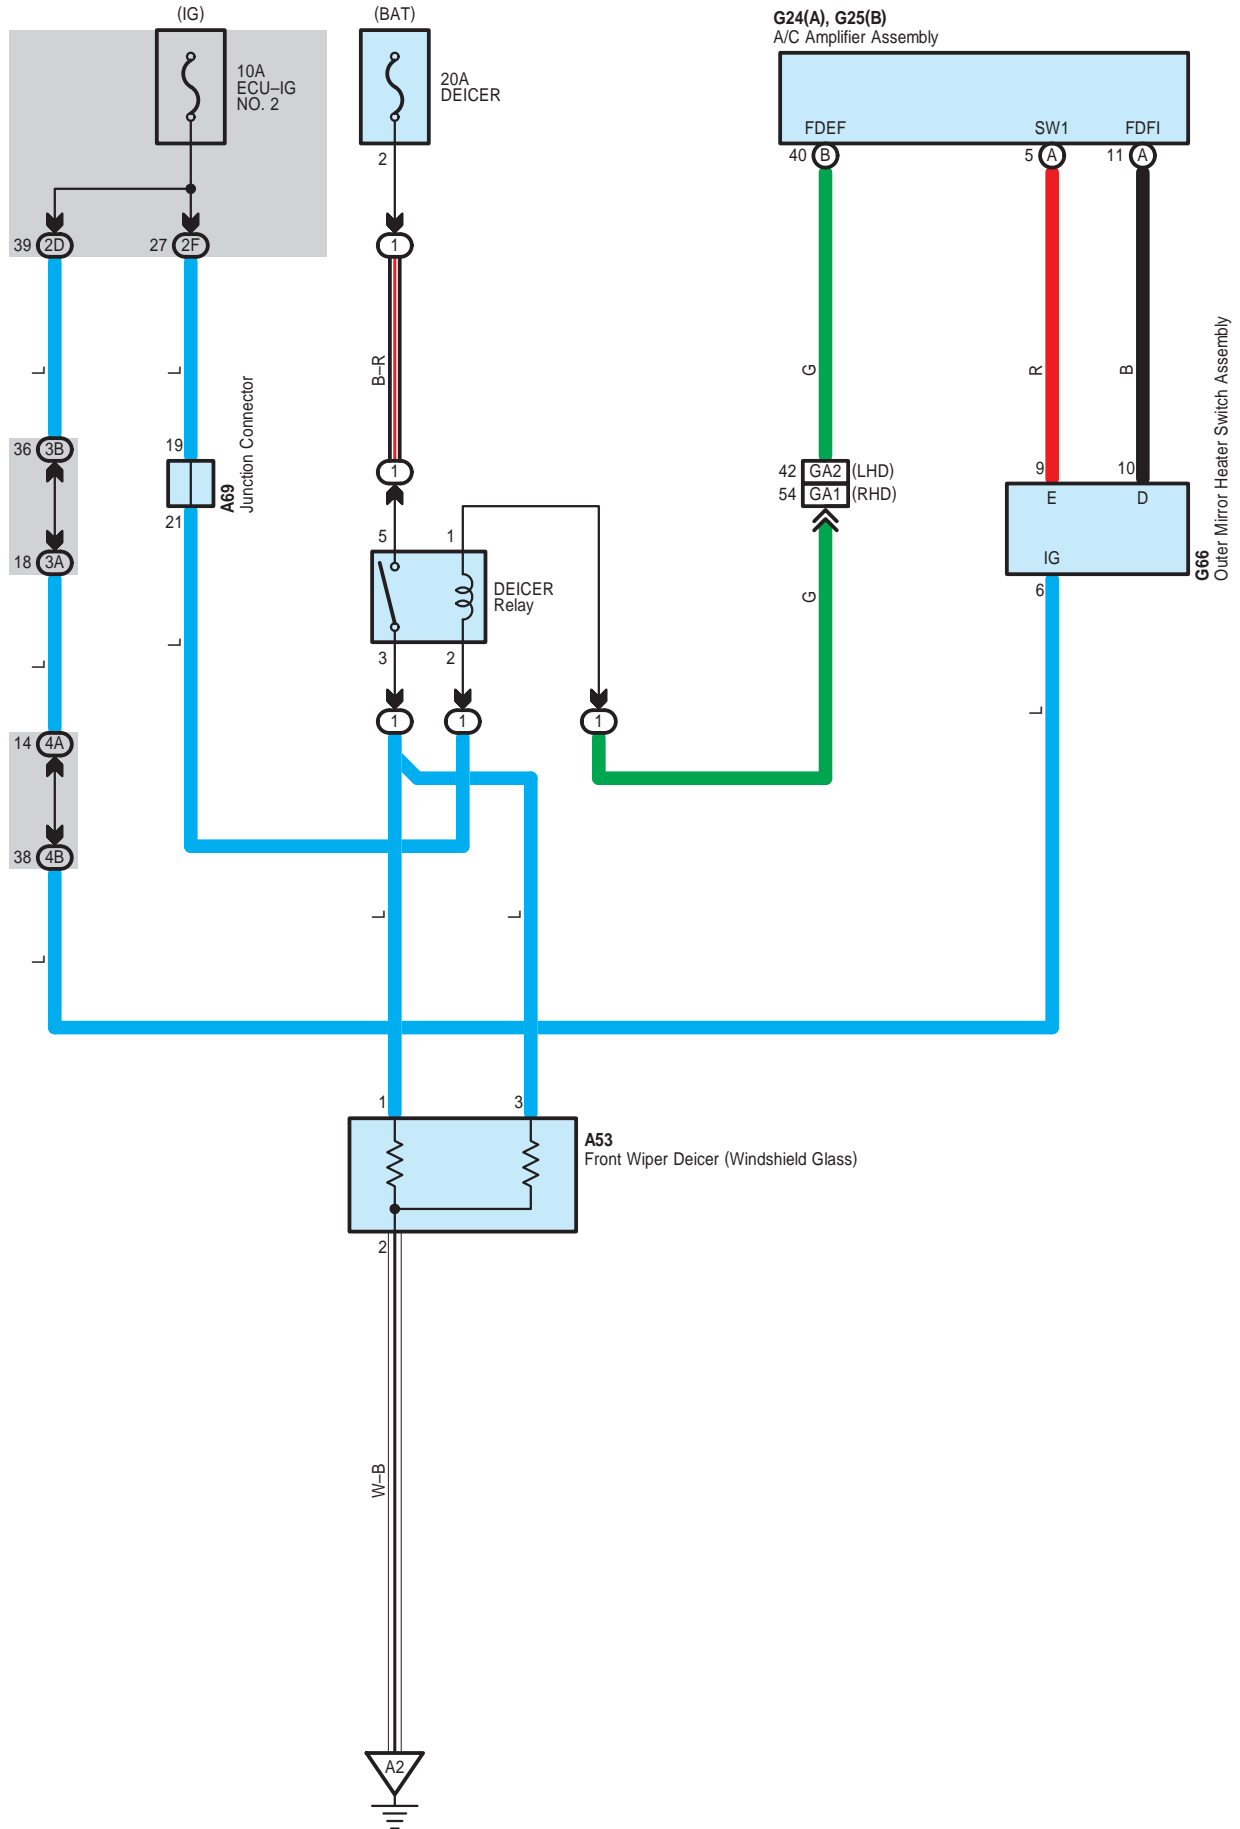 (IG)
(BAT)
G24(A), G25(B)
A/C Amplifier Assembly
10A
ECU–IG
NO. 2
20A
DEICER
FDEF
SW1
FDFI
2
40
B
5
A
11
A
39
2D
27
2F
1
L
L
B–R
G
R
B
Outer Mirror Heater Switch Assembly
G66
36
3B
19
A69
Junction Connector
21
1
42
GA2
(LHD)
54
GA1
(RHD)
9
10
E
D
IG
6
18
3A
5
1
DEICER
Relay
3
2
G
L
L
L
14
4A
1
1
1
38
4B
L
L
L
1
3
A53
Front Wiper Deicer (Windshield Glass)
2
W–B
A2